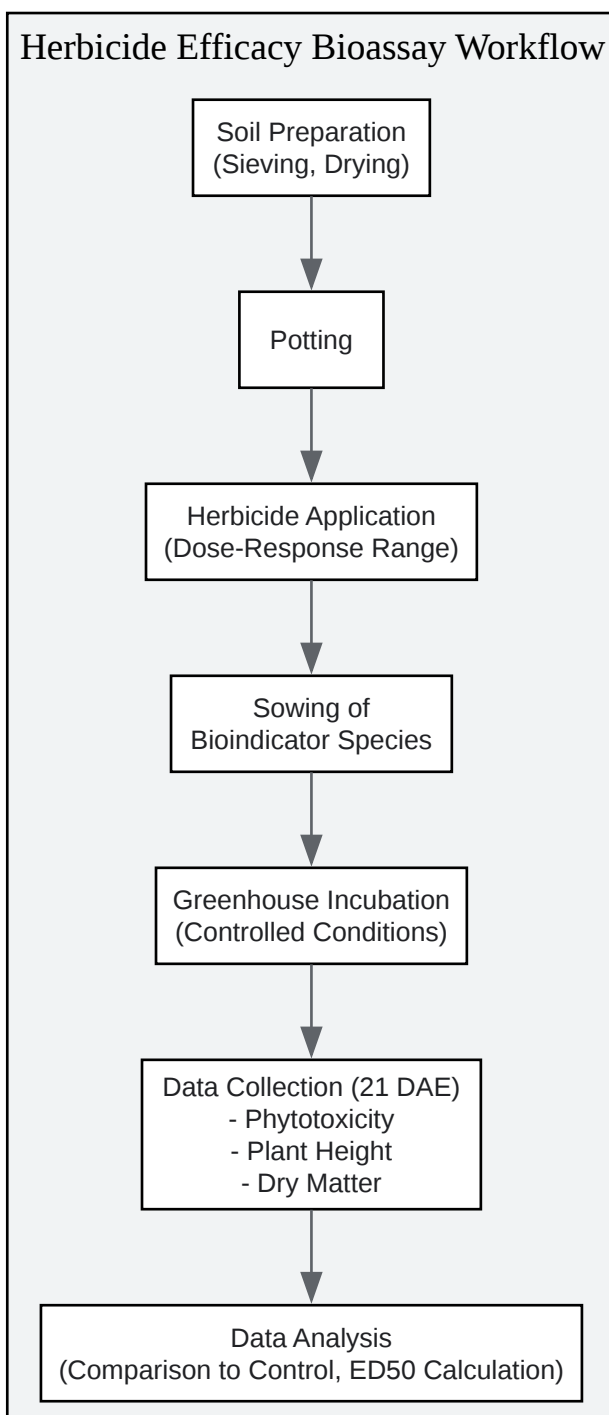 Herbicide Efficacy Bioassay Workflow
Soil Preparation
(Sieving, Drying)
Potting
Herbicide Application
(Dose-Response Range)
Sowing of
Bioindicator Species
Greenhouse Incubation
(Controlled Conditions)
Data Collection (21 DAE)
- Phytotoxicity
- Plant Height
- Dry Matter
Data Analysis
(Comparison to Control, ED50 Calculation)